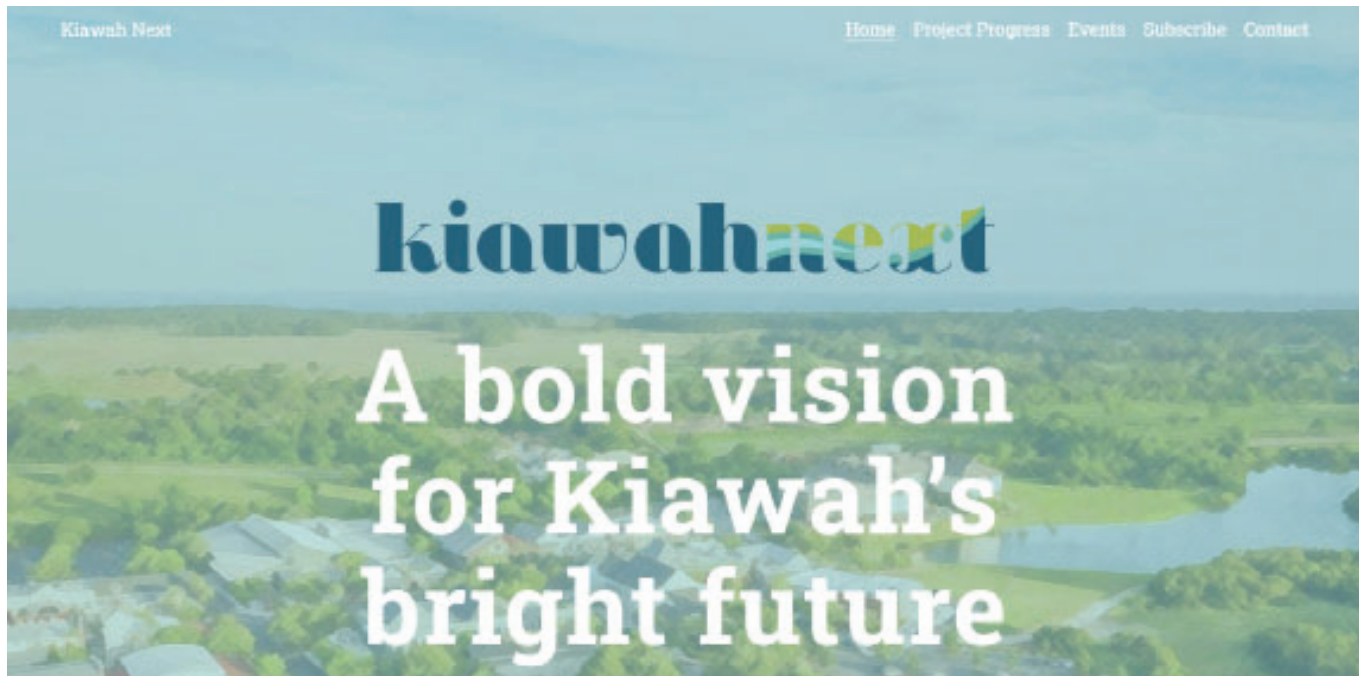 Kiawah Next
Home Project Progress Events Subscribe Contact
kiawahnext
A bold vision
for Kiawah's
bright future